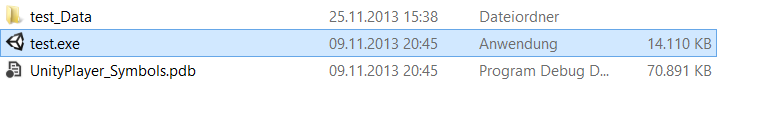 test_Data 25.11.2013 15:38 Dateiordner
test.exe 09.11.2013 20:45 Anwendung 14.110 KB
UnityPlayer_Symbols.pdb 09.11.2013 20:45 Program Debug D... 70.891 KB